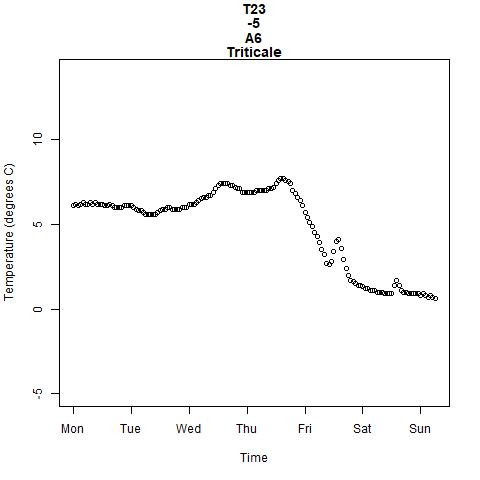 T23
-5
A6
Triticale
Temperature (degrees C)
10
5
0
-5
Mon Tue Wed Thu Fri Sat Sun
Time